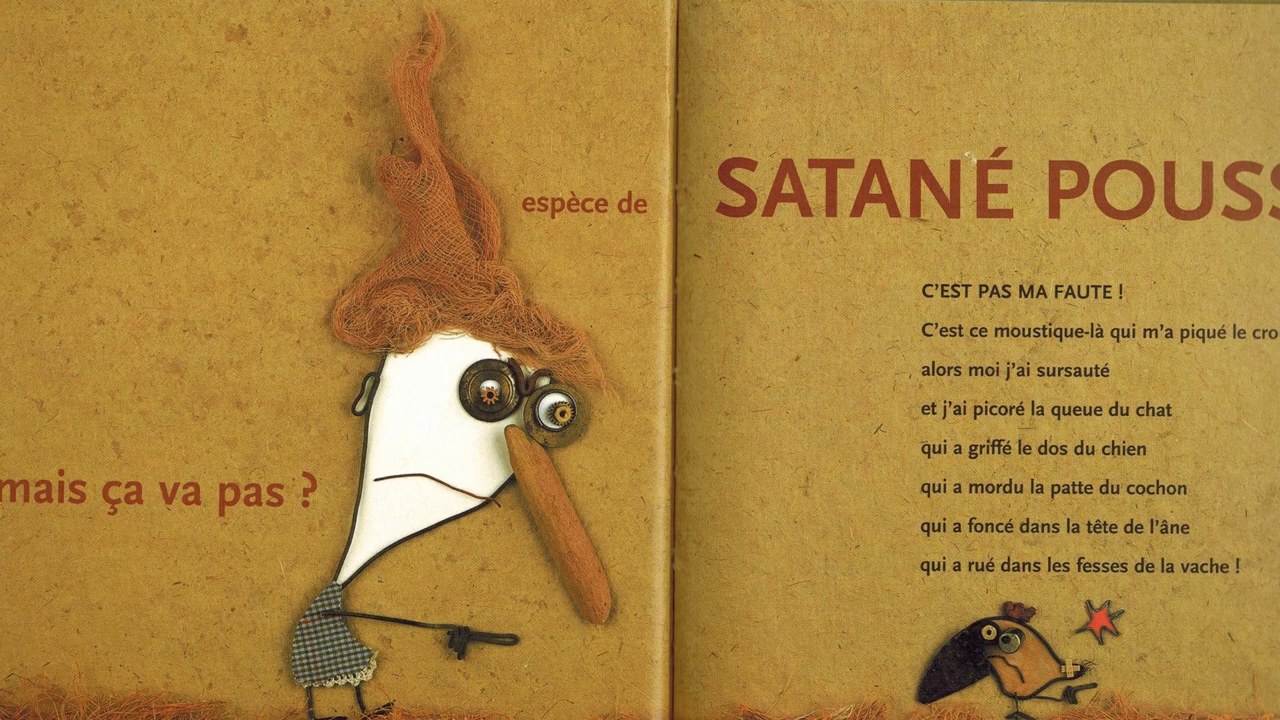 mais ça va pas ?
espèce de
SATANÉ POUSS
C'EST PAS MA FAUTE !
C'est ce moustique-là qui m'a piqué le cro
alors moi j'ai sursauté
et j'ai picoré la queue du chat
qui a griffé le dos du chien
qui a mordu la patte du cochon
qui a foncé dans la tête de l'âne
qui a rué dans les fesses de la vache !